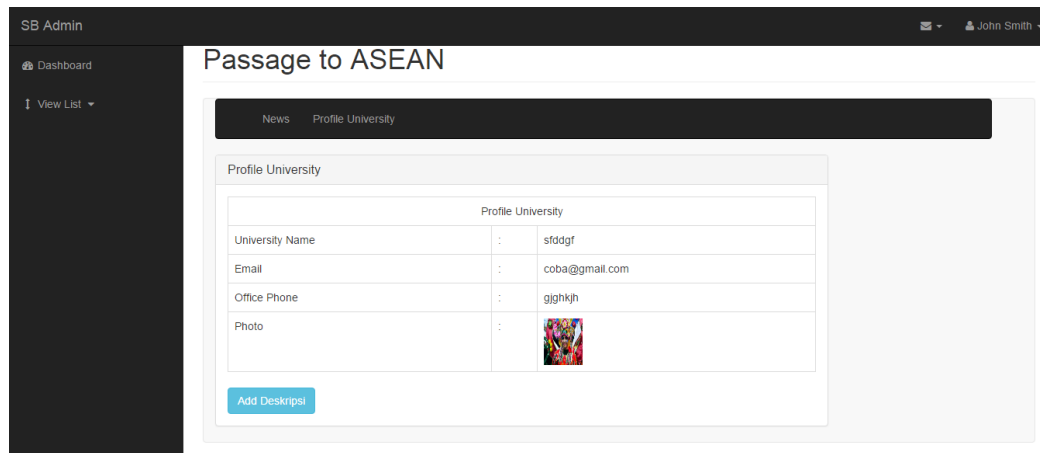 SB Admin
John Smith
Dashboard
View List
Passage to ASEAN
News Profile University
Profile University
Profile University
University Name : sfddgf
Email : coba@gmail.com
Office Phone : gjghkjh
Photo :
Add Deskripsi